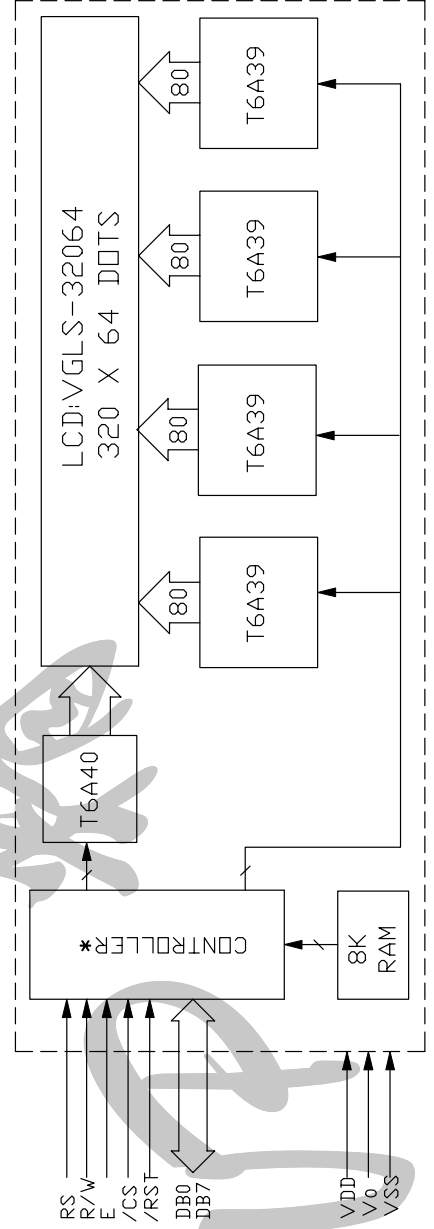 LCD:VGLS-32064
320 X 64 DOTS
T6A40
80
80
80
80
T6A39
T6A39
T6A39
T6A39
CONTROLLER*
8K
RAM
RS
R/W
E
/CS
/RST
DB0
DB7
VDD
Vo
VSS